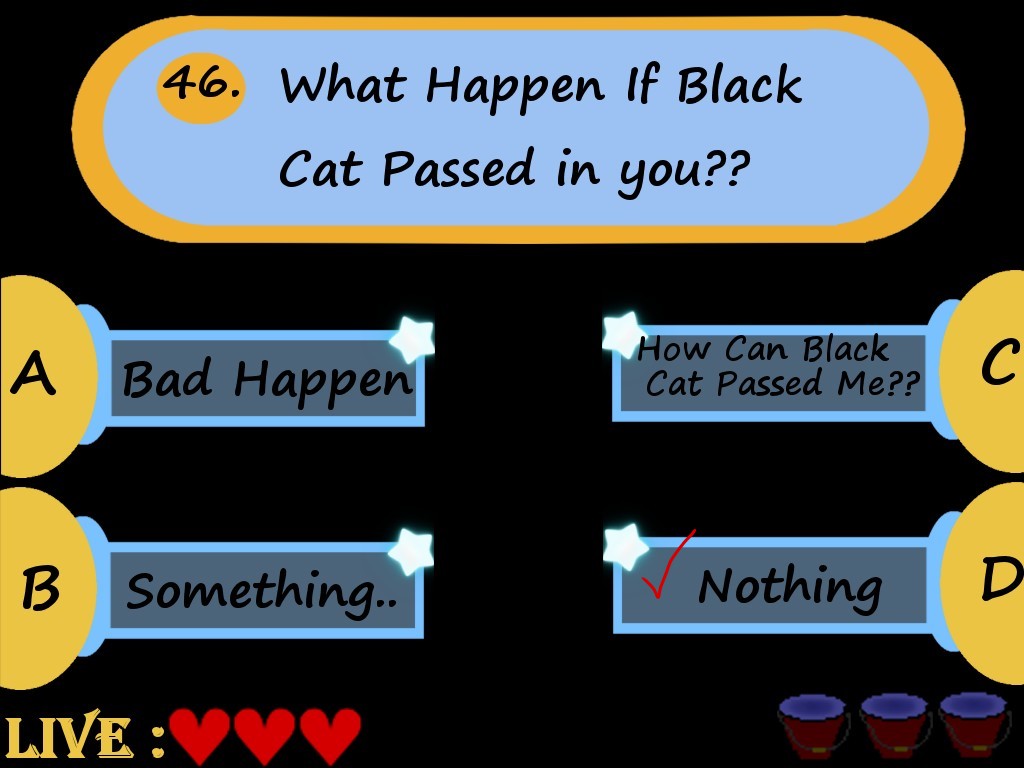 46. What Happen If Black
Cat Passed in you??
A
Bad Happen
B
Something..
How Can Black
Cat Passed Me??
C
Nothing
D
LIVE :